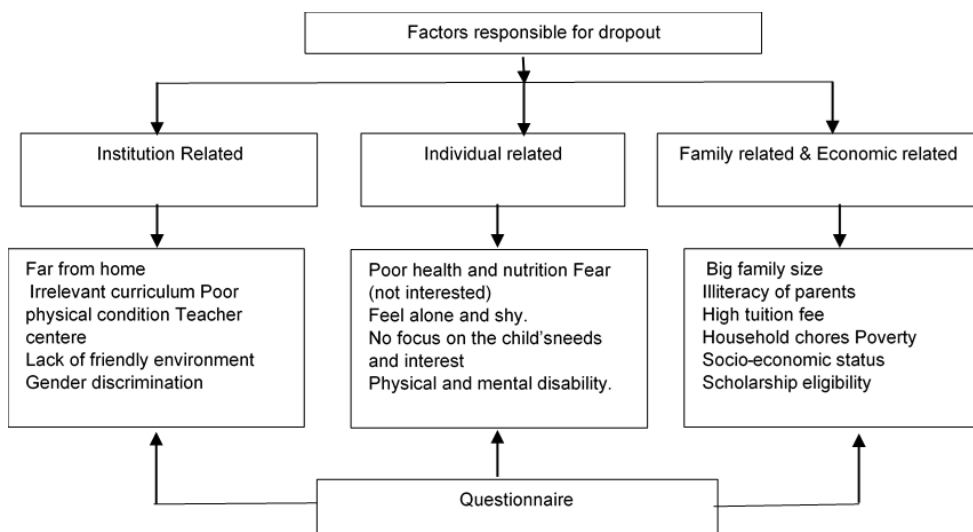 Factors responsible for dropout
Institution Related
Individual related
Family related & Economic related
Far from home
Irrelevant curriculum Poor
physical condition Teacher
centere
Lack of friendly environment
Gender discrimination
Poor health and nutrition Fear
(not interested)
Feel alone and shy.
No focus on the child'sneeds
and interest
Physical and mental disability.
Big family size
Illiteracy of parents
High tuition fee
Household chores Poverty
Socio-economic status
Scholarship eligibility
Questionnaire